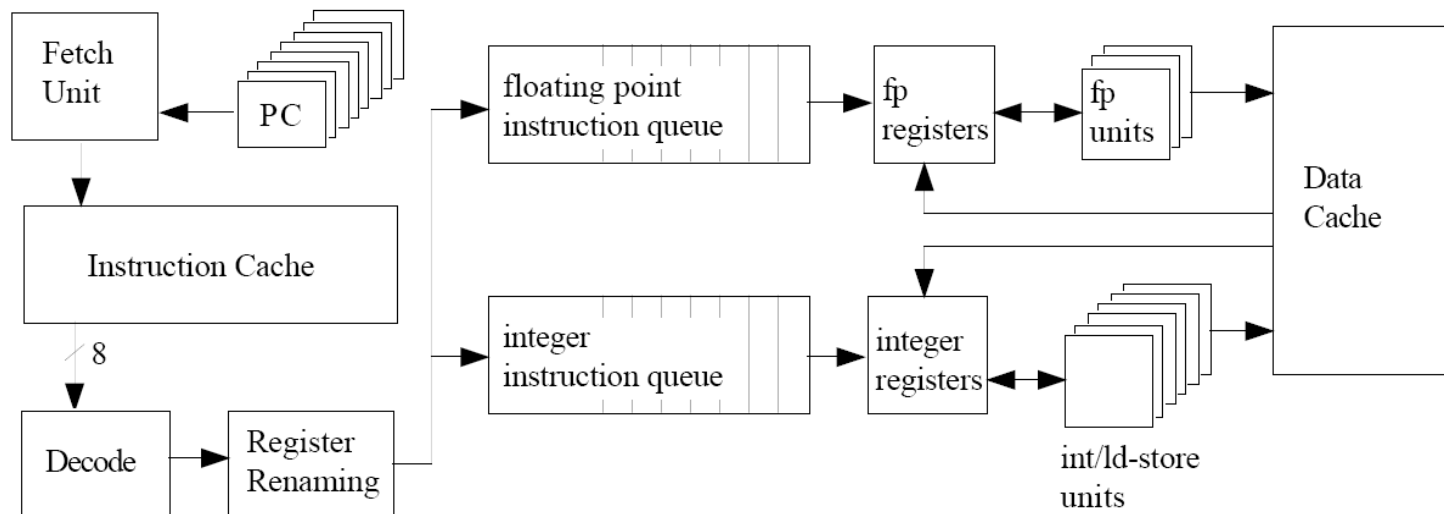 Fetch
Unit
PC
Instruction Cache
8
Decode
Register
Renaming
floating point
instruction queue
integer
instruction queue
fp
registers
fp
units
integer
registers
int/ld-store
units
Data
Cache